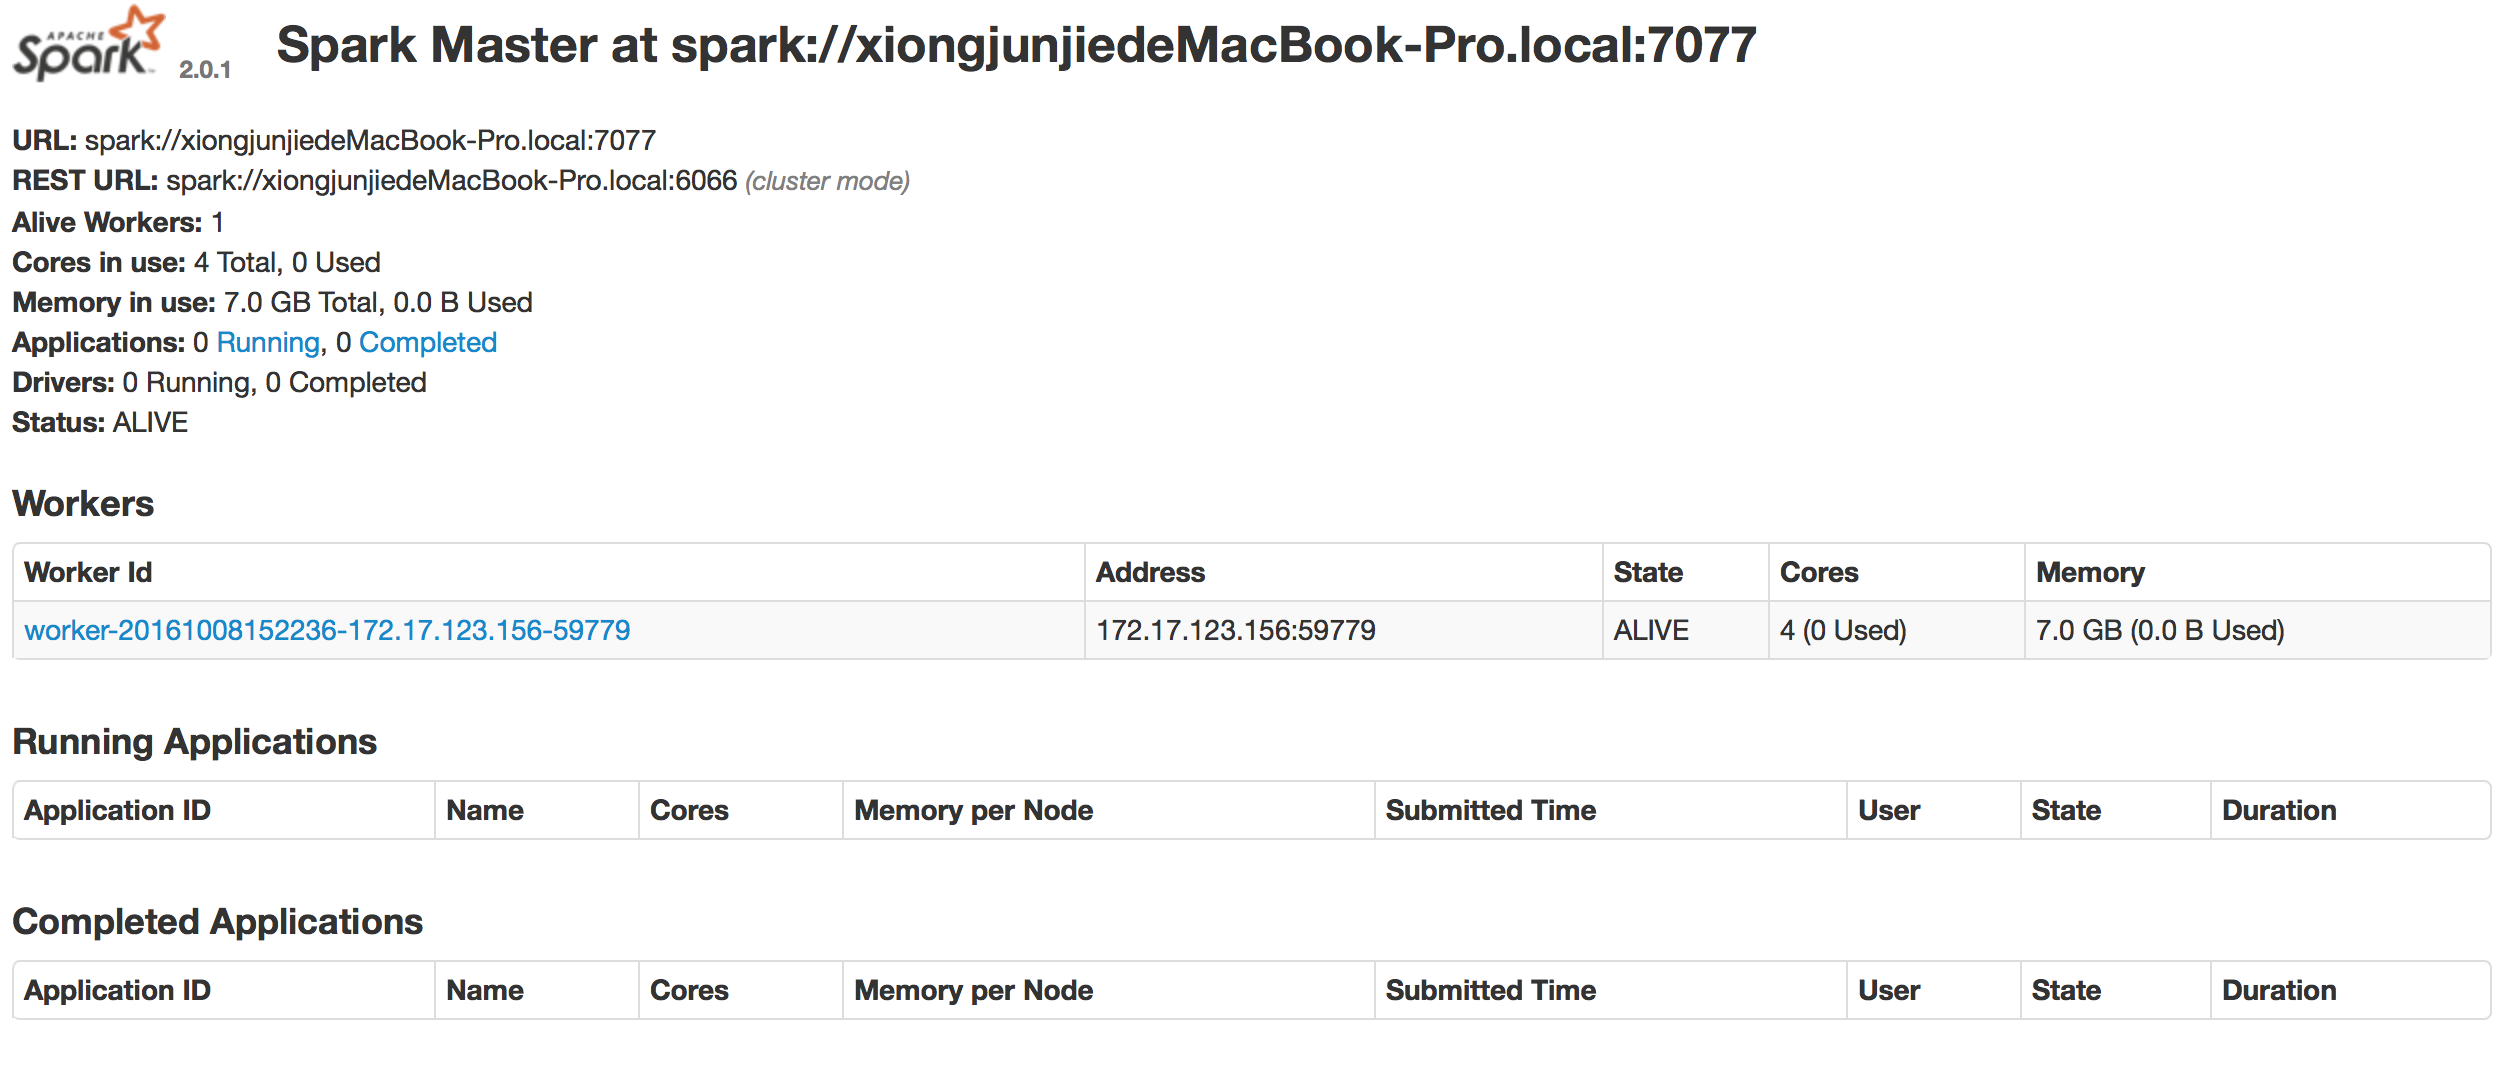 APACHE
Spark™ 2.0.1
Spark Master at spark://xiongjunjiedeMacBook-Pro.local:7077
URL: spark://xiongjunjiedeMacBook-Pro.local:7077
REST URL: spark://xiongjunjiedeMacBook-Pro.local:6066 (cluster mode)
Alive Workers: 1
Cores in use: 4 Total, 0 Used
Memory in use: 7.0 GB Total, 0.0 B Used
Applications: 0 Running, 0 Completed
Drivers: 0 Running, 0 Completed
Status: ALIVE
Workers
Worker Id Address State Cores Memory
worker-20161008152236-172.17.123.156-59779 172.17.123.156:59779 ALIVE 4 (0 Used) 7.0 GB (0.0 B Used)
Running Applications
Application ID Name Cores Memory per Node Submitted Time User State Duration
Completed Applications
Application ID Name Cores Memory per Node Submitted Time User State Duration